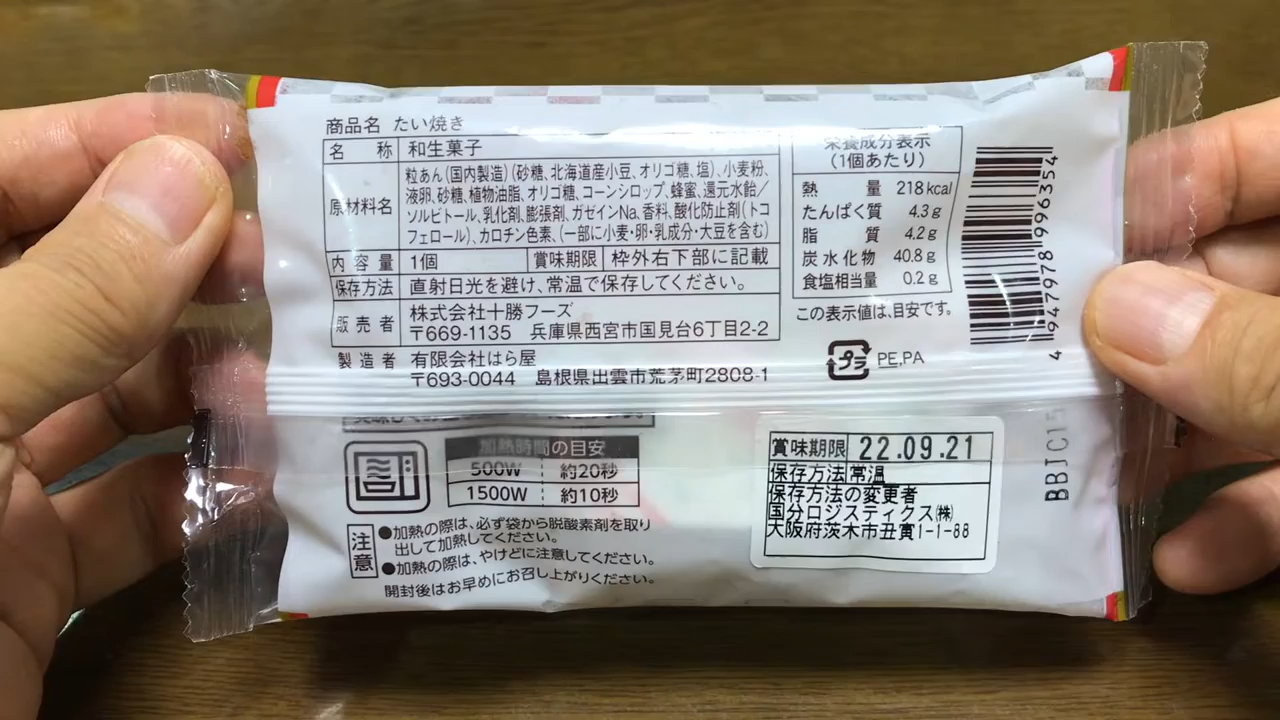 商品名 たい焼き
名 称 和生菓子
原材料名 粒あん(国内製造)(砂糖、北海道産小豆、オリゴ糖、塩)、小麦粉、
液卵、砂糖、植物油脂、オリゴ糖、コーンシロップ、蜂蜜、還元水飴／
ソルビトール、乳化剤、膨張剤、カゼインNa、香料、酸化防止剤(トコ
フェロール)、カロチン色素、(一部に小麦・卵・乳成分・大豆を含む)
内容量 1個 賞味期限 枠外右下部に記載
保存方法 直射日光を避け、常温で保存してください。
販売者 株式会社十勝フーズ
〒669-1135 兵庫県西宮市国見台6丁目2-2
製造者 有限会社はら屋
〒693-0044 島根県出雲市荒茅町2808-1
栄養成分表示
(1個あたり)
熱 量 218kcal
たんぱく質 4.3g
脂 質 4.2g
炭水化物 40.8g
食塩相当量 0.2g
この表示値は、目安です。
プラ PE,PA
4947978996354
加熱時間の目安
500W 約20秒
1500W 約10秒
注意
●加熱の際は、必ず袋から脱酸素剤を取り
出して加熱してください。
●加熱の際は、やけどに注意してください。
開封後はお早めにお召し上がりください。
賞味期限 22.09.21
保存方法 常温
保存方法の変更者
国分ロジスティクス㈱
大阪府茨木市丑寅1-1-88
BBIC15